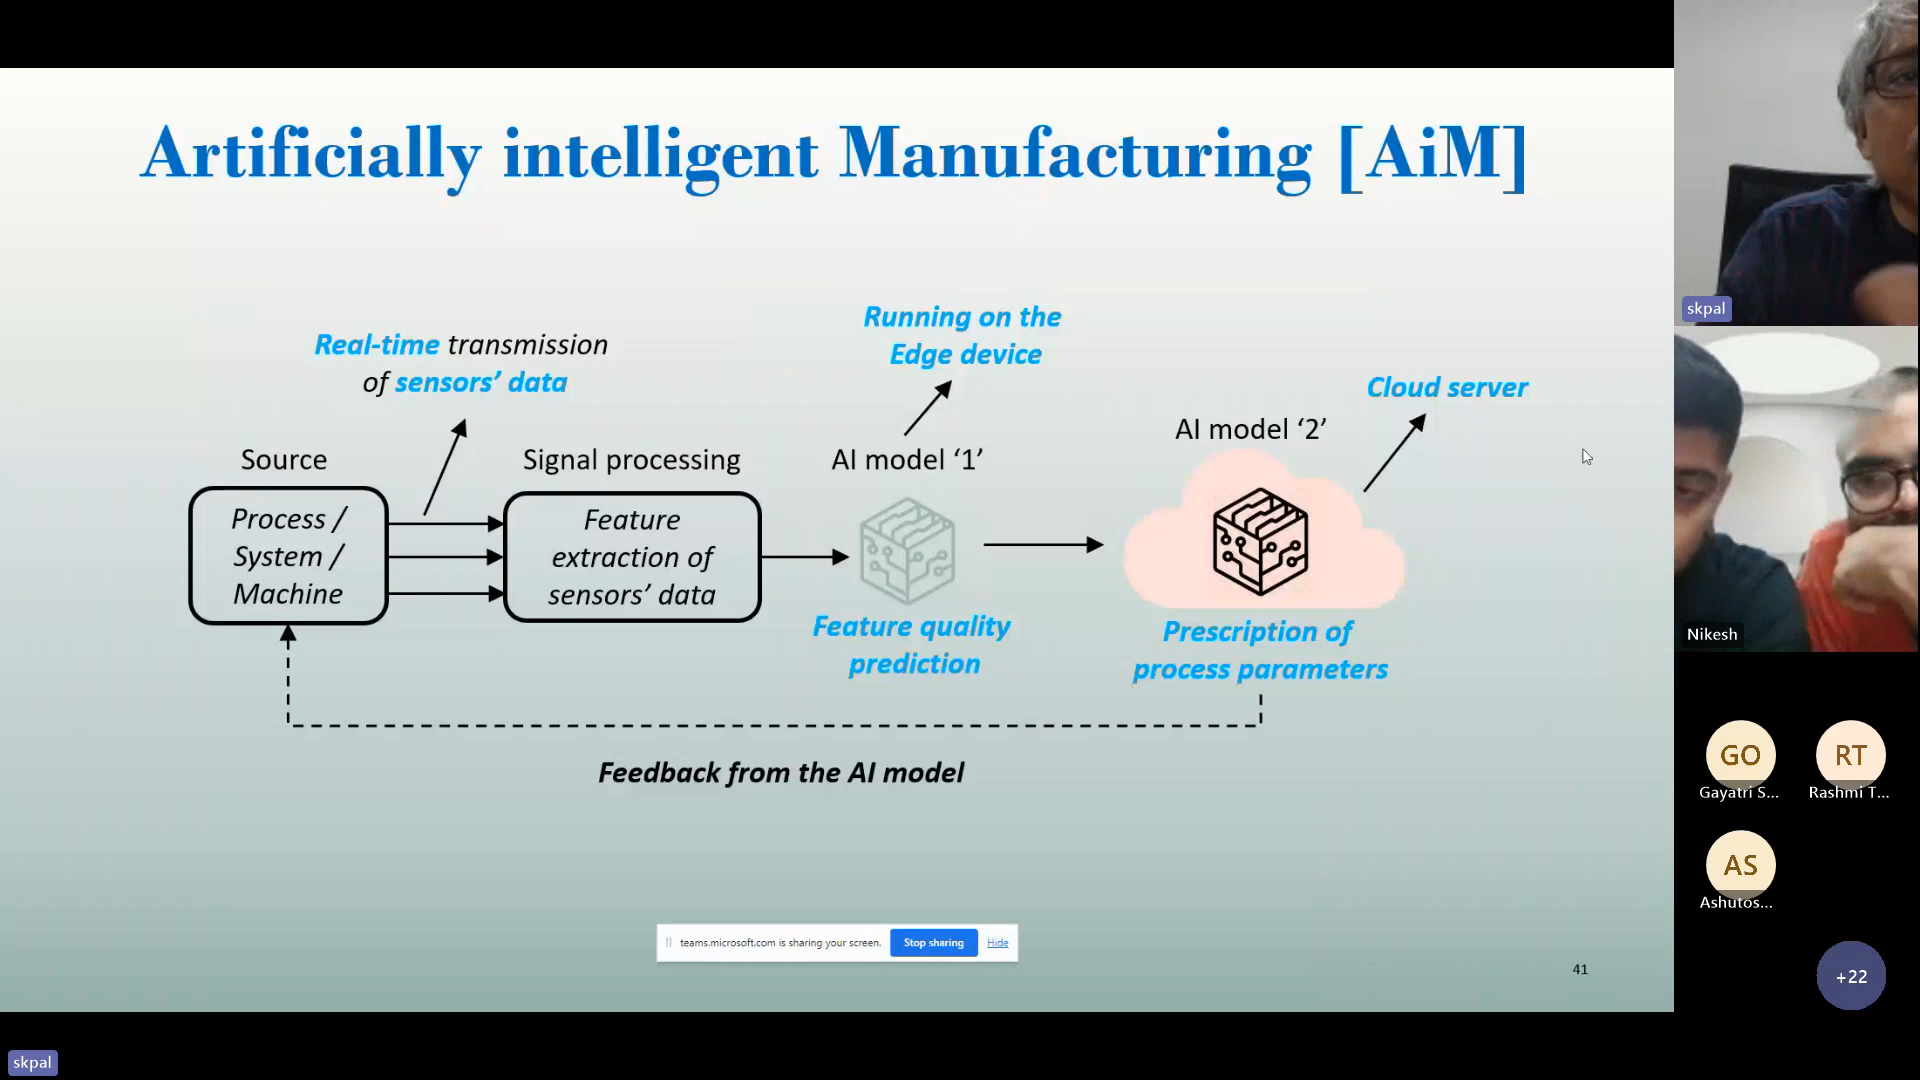 Artificially intelligent Manufacturing [AiM]
Real-time transmission
of sensors’ data
Running on the
Edge device
Cloud server
Source
Signal processing
AI model ‘1’
AI model ‘2’
Process /
System /
Machine
Feature
extraction of
sensors’ data
Feature quality
prediction
Prescription of
process parameters
Feedback from the AI model
teams.microsoft.com is sharing your screen.
Stop sharing
Hide
41
skpal
skpal
Nikesh
GO
Gayatri S...
RT
Rashmi T...
AS
Ashutos...
+22